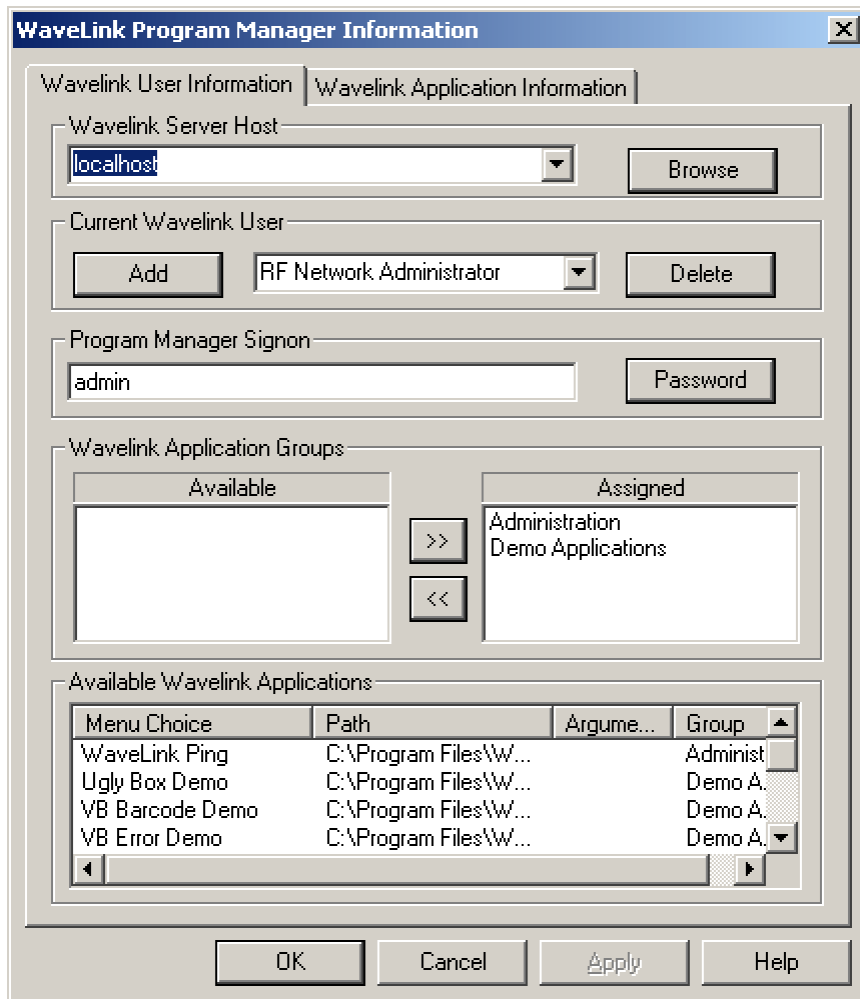 WaveLink Program Manager Information
Wavelink User Information
Wavelink Application Information
Wavelink Server Host
localhost
Browse
Current Wavelink User
Add
RF Network Administrator
Delete
Program Manager Signon
admin
Password
Wavelink Application Groups
Available
Assigned
>>
<<
Administration
Demo Applications
Available Wavelink Applications
Menu Choice Path Argume... Group
WaveLink Ping C:\Program Files\W... Administ
Ugly Box Demo C:\Program Files\W... Demo A.
VB Barcode Demo C:\Program Files\W... Demo A.
VB Error Demo C:\Program Files\W... Demo A.
OK
Cancel
Apply
Help